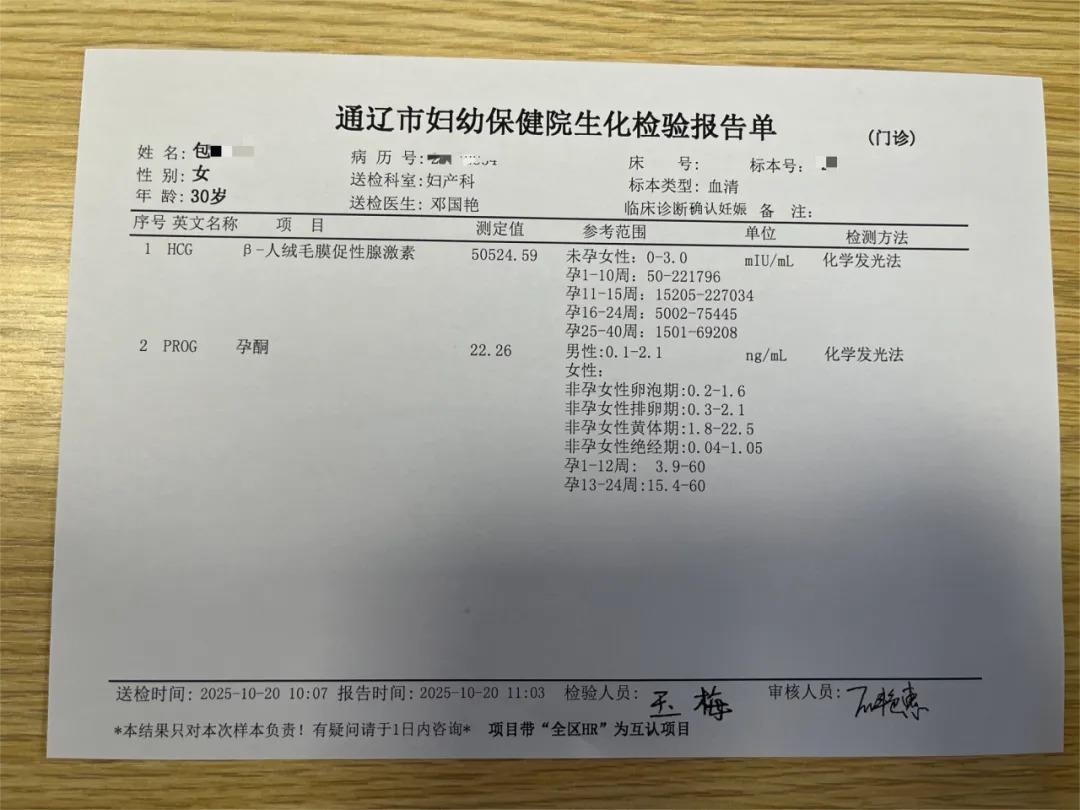 通辽市妇幼保健院生化检验报告单
(门诊)
姓 名: 包 病 历 号: 床 号: 标本号:
性 别: 女 送检科室: 妇产科 标本类型: 血清
年 龄: 30岁 送检医生: 邓国艳 临床诊断确认妊娠 备 注:
序号 英文名称 项 目 测定值 参考范围 单位 检测方法
1 HCG β-人绒毛膜促性腺激素 50524.59 未孕女性: 0-3.0 mIU/mL 化学发光法
孕1-10周: 50-221796
孕11-15周: 15205-227034
孕16-24周: 5002-75445
孕25-40周: 1501-69208
2 PROG 孕酮 22.26 男性:0.1-2.1 ng/mL 化学发光法
女性:
非孕女性卵泡期:0.2-1.6
非孕女性排卵期:0.3-2.1
非孕女性黄体期:1.8-22.5
非孕女性绝经期:0.04-1.05
孕1-12周: 3.9-60
孕13-24周:15.4-60
送检时间: 2025-10-20 10:07 报告时间: 2025-10-20 11:03 检验人员: 梅 审核人员:
*本结果只对本次样本负责! 有疑问请于1日内咨询* 项目带“全区HR”为互认项目